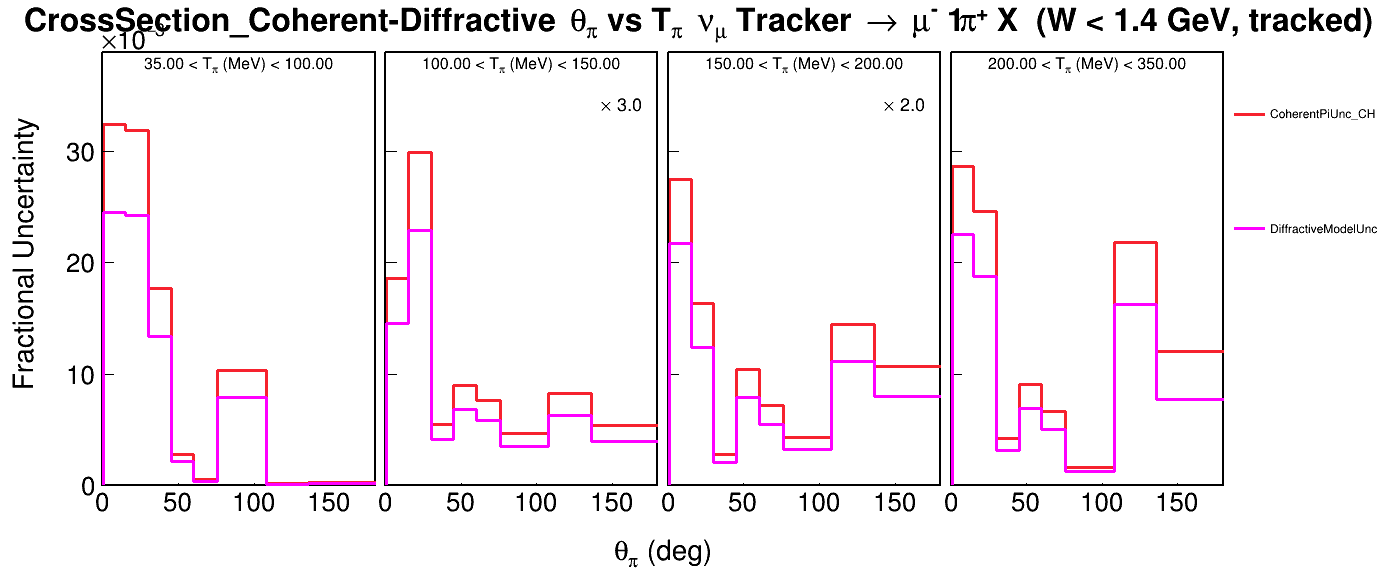 CrossSection_Coherent-Diffractive θπ vs Tπ νμ Tracker → μ- 1π+ X (W < 1.4 GeV, tracked)
35.00 < Tπ (MeV) < 100.00
100.00 < Tπ (MeV) < 150.00
150.00 < Tπ (MeV) < 200.00
200.00 < Tπ (MeV) < 350.00
× 3.0
× 2.0
CoherentPiUnc_CH
DiffractiveModelUnc
Fractional Uncertainty
30
20
10
0
0 50 100 150 0 50 100 150 0 50 100 150 0 50 100 150
θπ (deg)